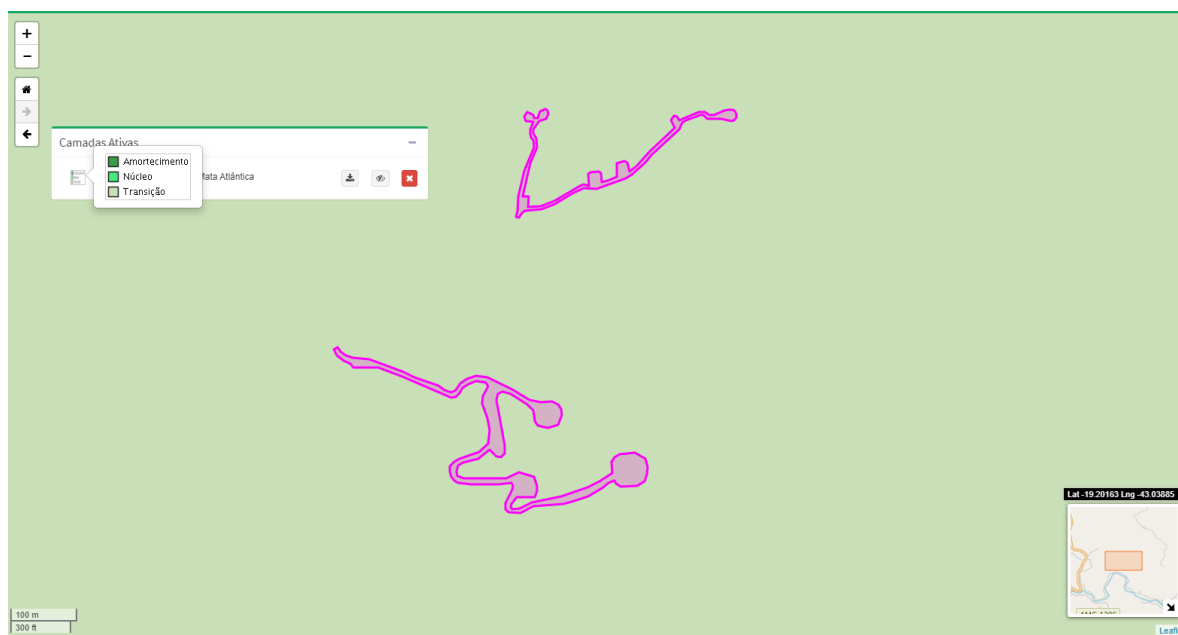 +
−
Camadas Ativas
−
Amortecimento
Núcleo
Transição
Mata Atlântica
Lat -19.20163 Lng -43.03885
100 m
300 ft